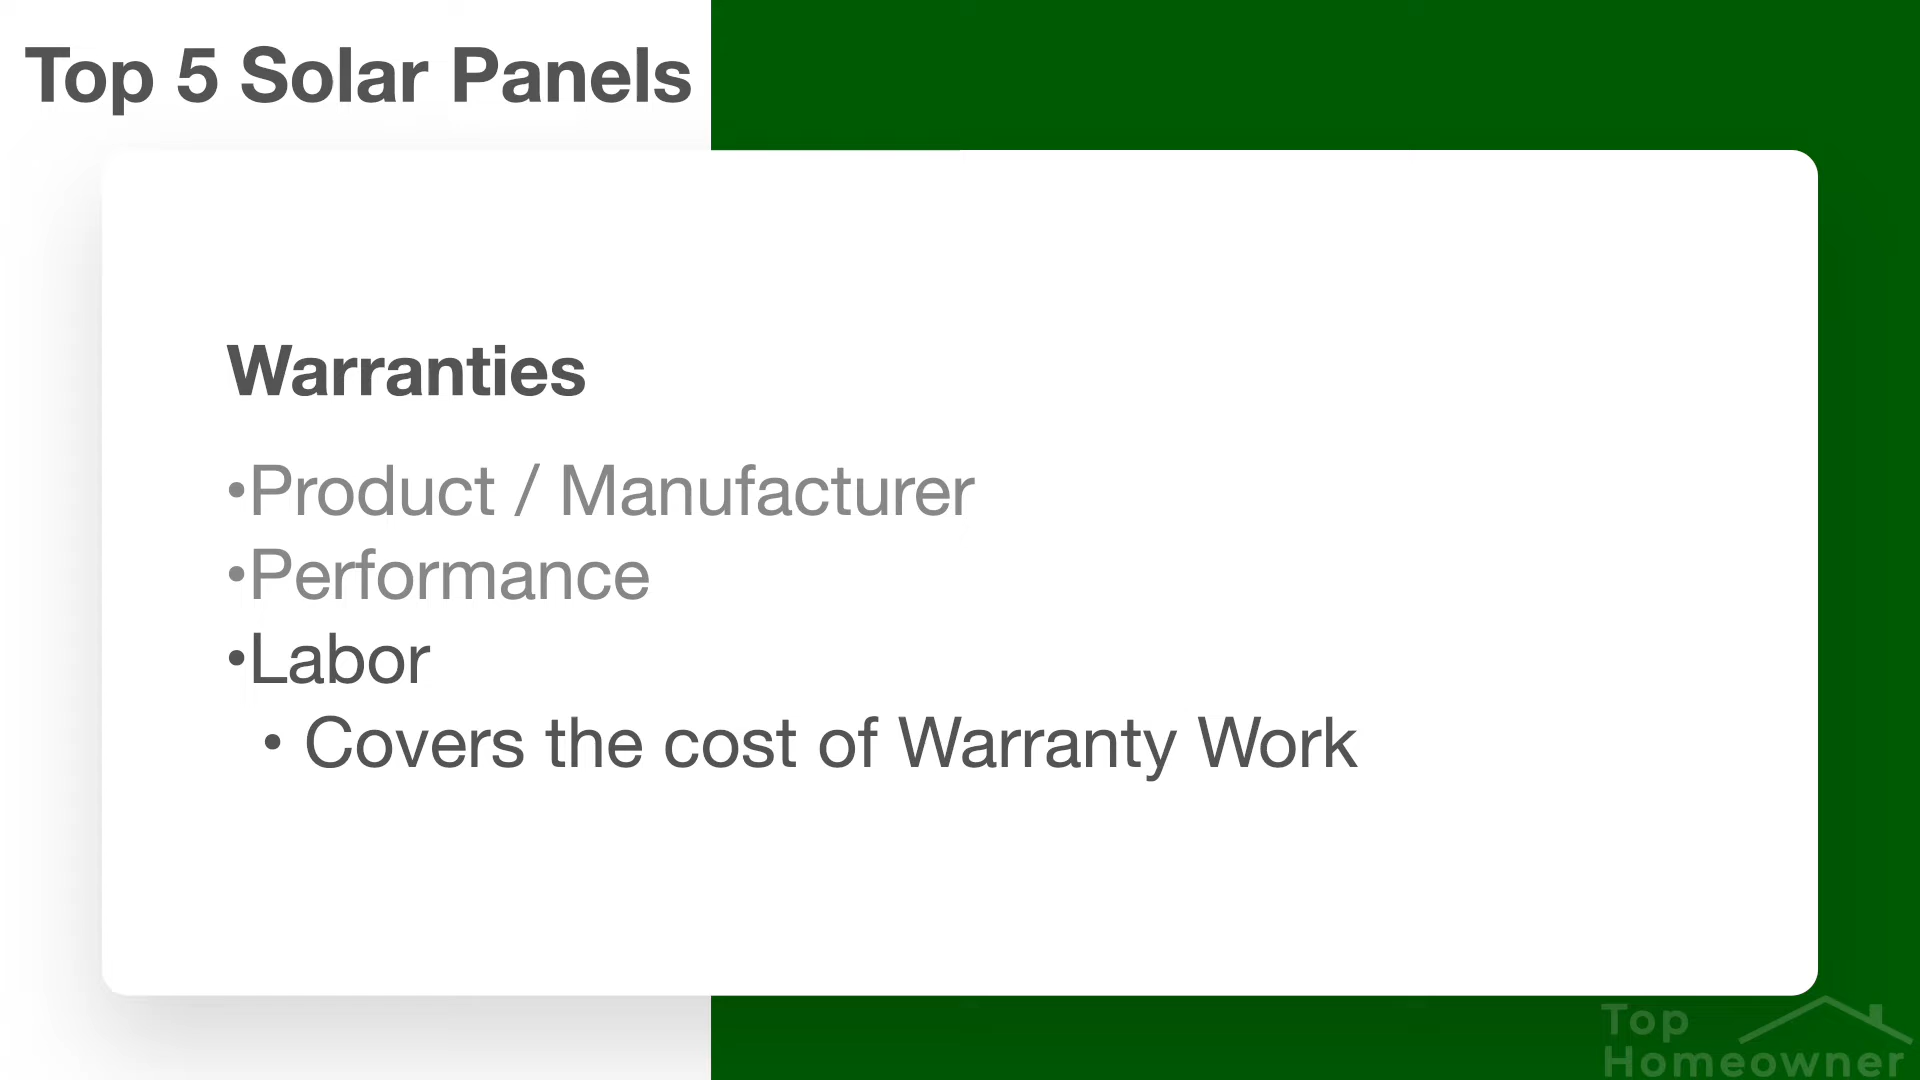 Top 5 Solar Panels
Warranties
•Product / Manufacturer
•Performance
•Labor
• Covers the cost of Warranty Work
Top
Homeowner